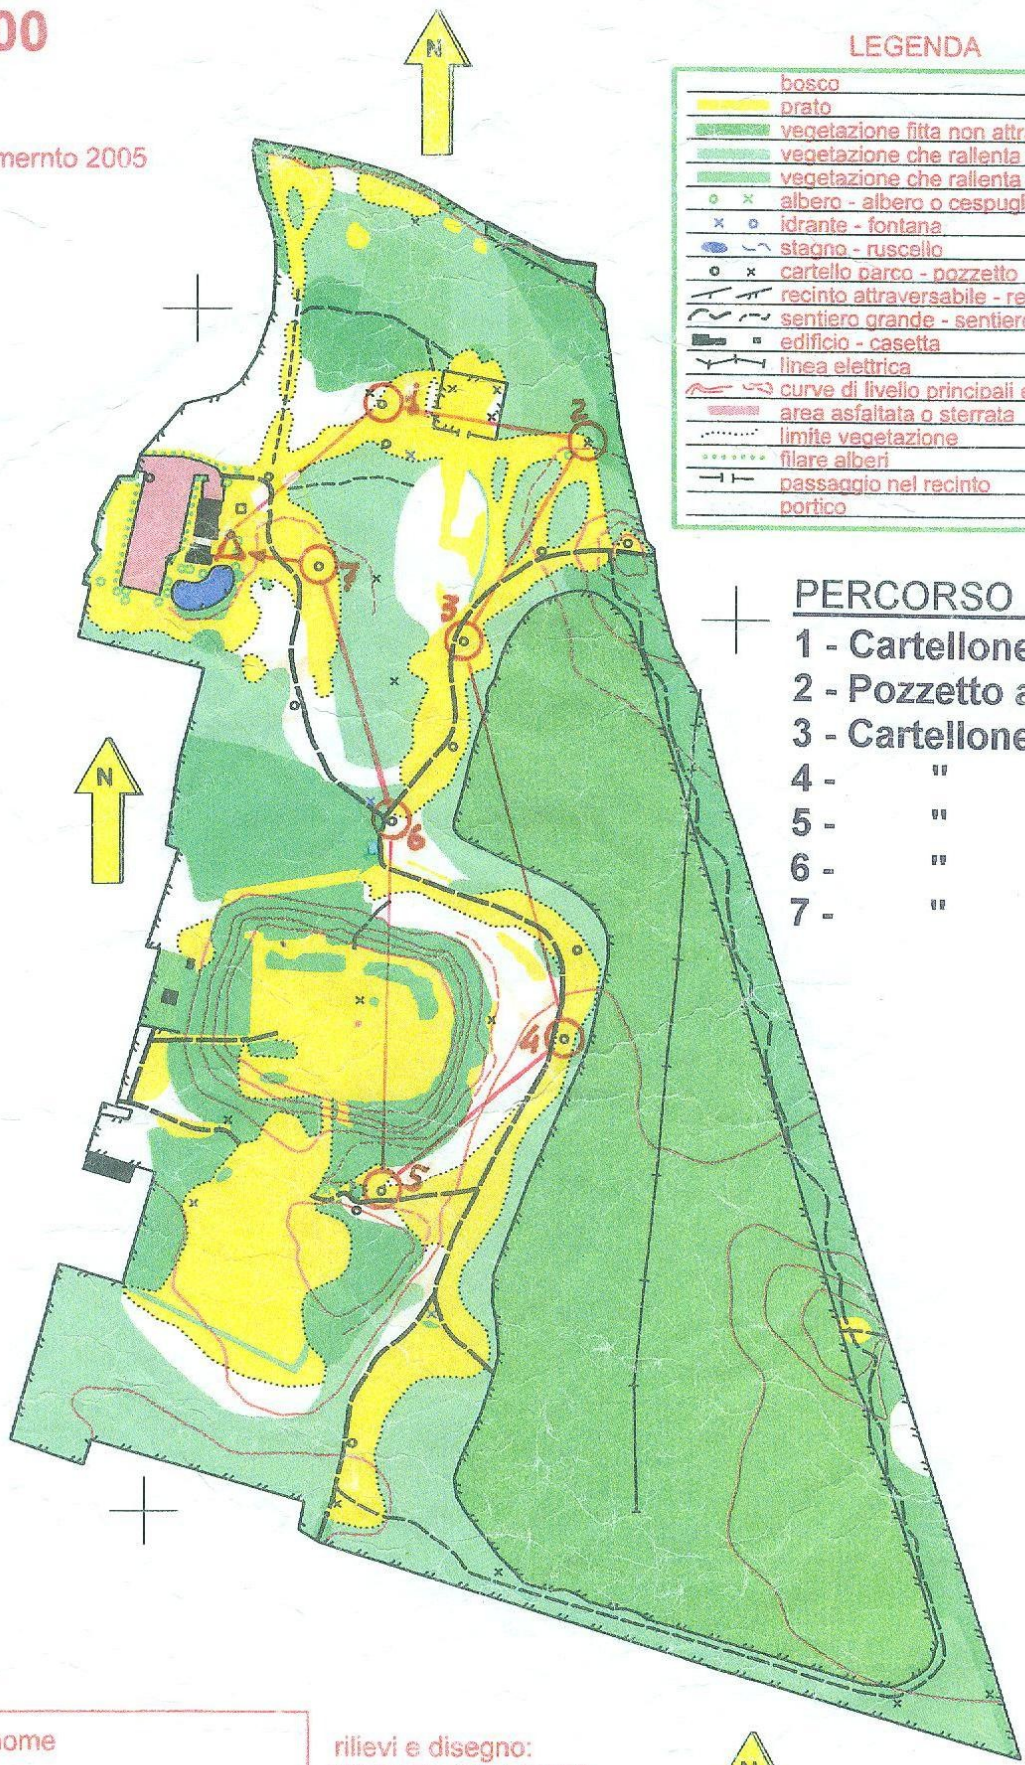 00
N
LEGENDA
bosco
prato
vegetazione fitta non attr
vegetazione che rallenta
vegetazione che rallenta
albero - albero o cespugl
idrante - fontana
stagno - ruscello
cartello parco - pozzetto
recinto attraversabile - re
sentiero grande - sentiero
edificio - casetta
linea elettrica
curve di livello principali e
area asfaltata o sterrata
limite vegetazione
filare alberi
passaggio nel recinto
portico
mernto 2005
1
2
7
3
PERCORSO
1 - Cartellone
2 - Pozzetto a
3 - Cartellone
4 - "
5 - "
6 - "
7 - "
N
6
4
5
nome
rilievi e disegno:
N